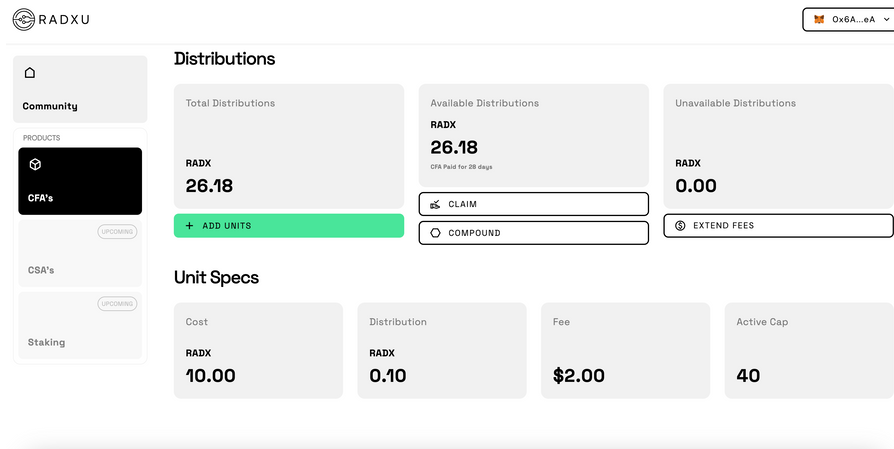 RADXU
0x6A...eA
Distributions
Community
PRODUCTS
CFA's
UPCOMING
CSA's
UPCOMING
Staking
Total Distributions
RADX
26.18
ADD UNITS
Available Distributions
RADX
26.18
CFA Paid for 28 days
CLAIM
COMPOUND
Unavailable Distributions
RADX
0.00
EXTEND FEES
Unit Specs
Cost
RADX
10.00
Distribution
RADX
0.10
Fee
$2.00
Active Cap
40